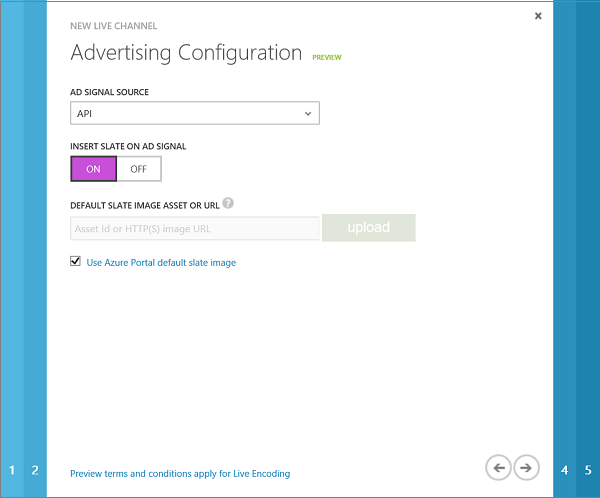 NEW LIVE CHANNEL
Advertising Configuration PREVIEW
AD SIGNAL SOURCE
API
INSERT SLATE ON AD SIGNAL
ON OFF
DEFAULT SLATE IMAGE ASSET OR URL ?
Asset Id or HTTP(S) image URL upload
Use Azure Portal default slate image
1 2 4 5
Preview terms and conditions apply for Live Encoding